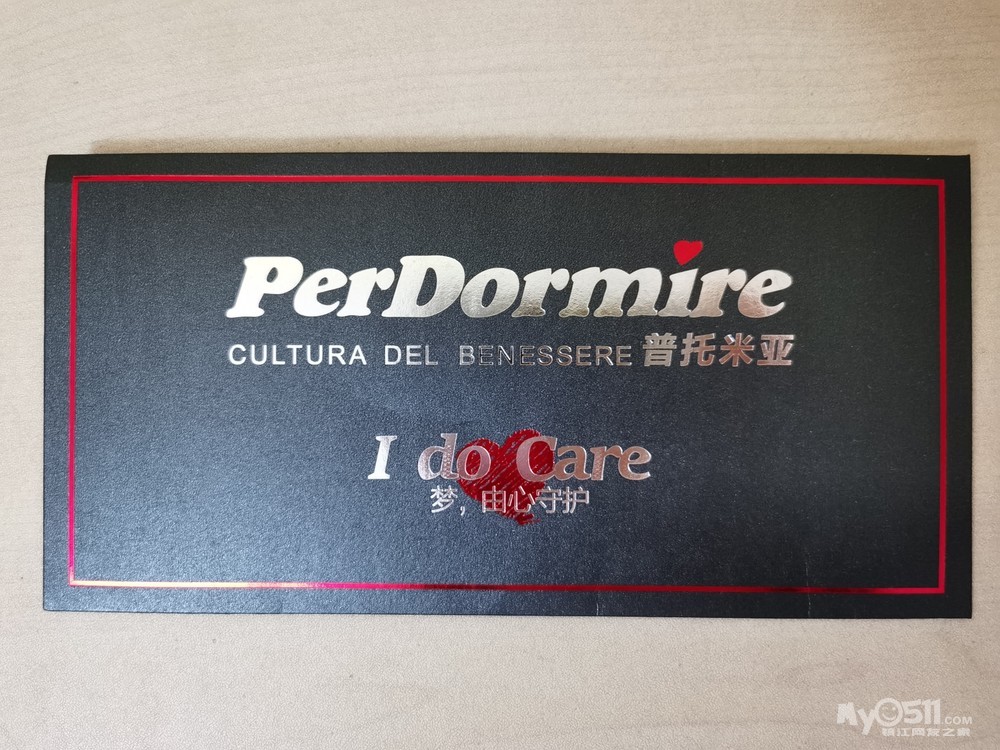 PerDormire
CULTURA DEL BENESSERE 普托米亚
I do Care
梦，由心守护
My0511.COM
镇江网友之家